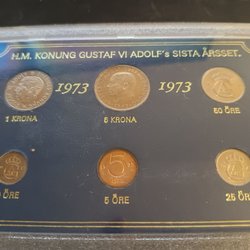 H.M. KONUNG GUSTAF VI ADOLF's SISTA ÅRSSET.
1973 1973
1 KRONA 5 KRONA 50 ÖRE
5
ÖRE 5 ÖRE 25 ÖRE